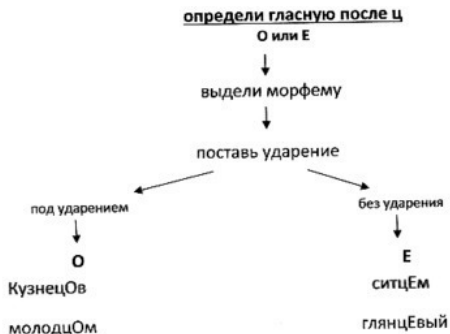 определи гласную после ц
О или Е
выдели морфему
поставь ударение
под ударением
без ударения
О
Е
КузнецОв
ситцЕм
молодцОм
глянцЕвый